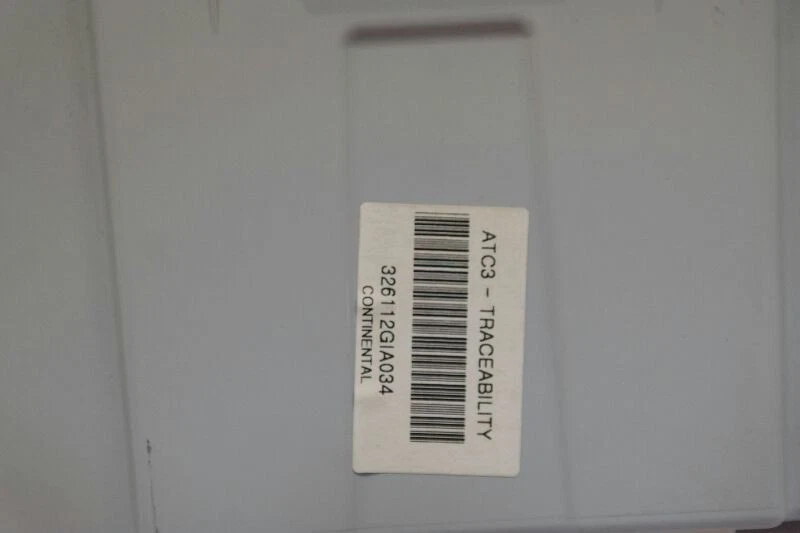 ATC3 - TRACEABILITY
326112GIA034
CONTINENTAL